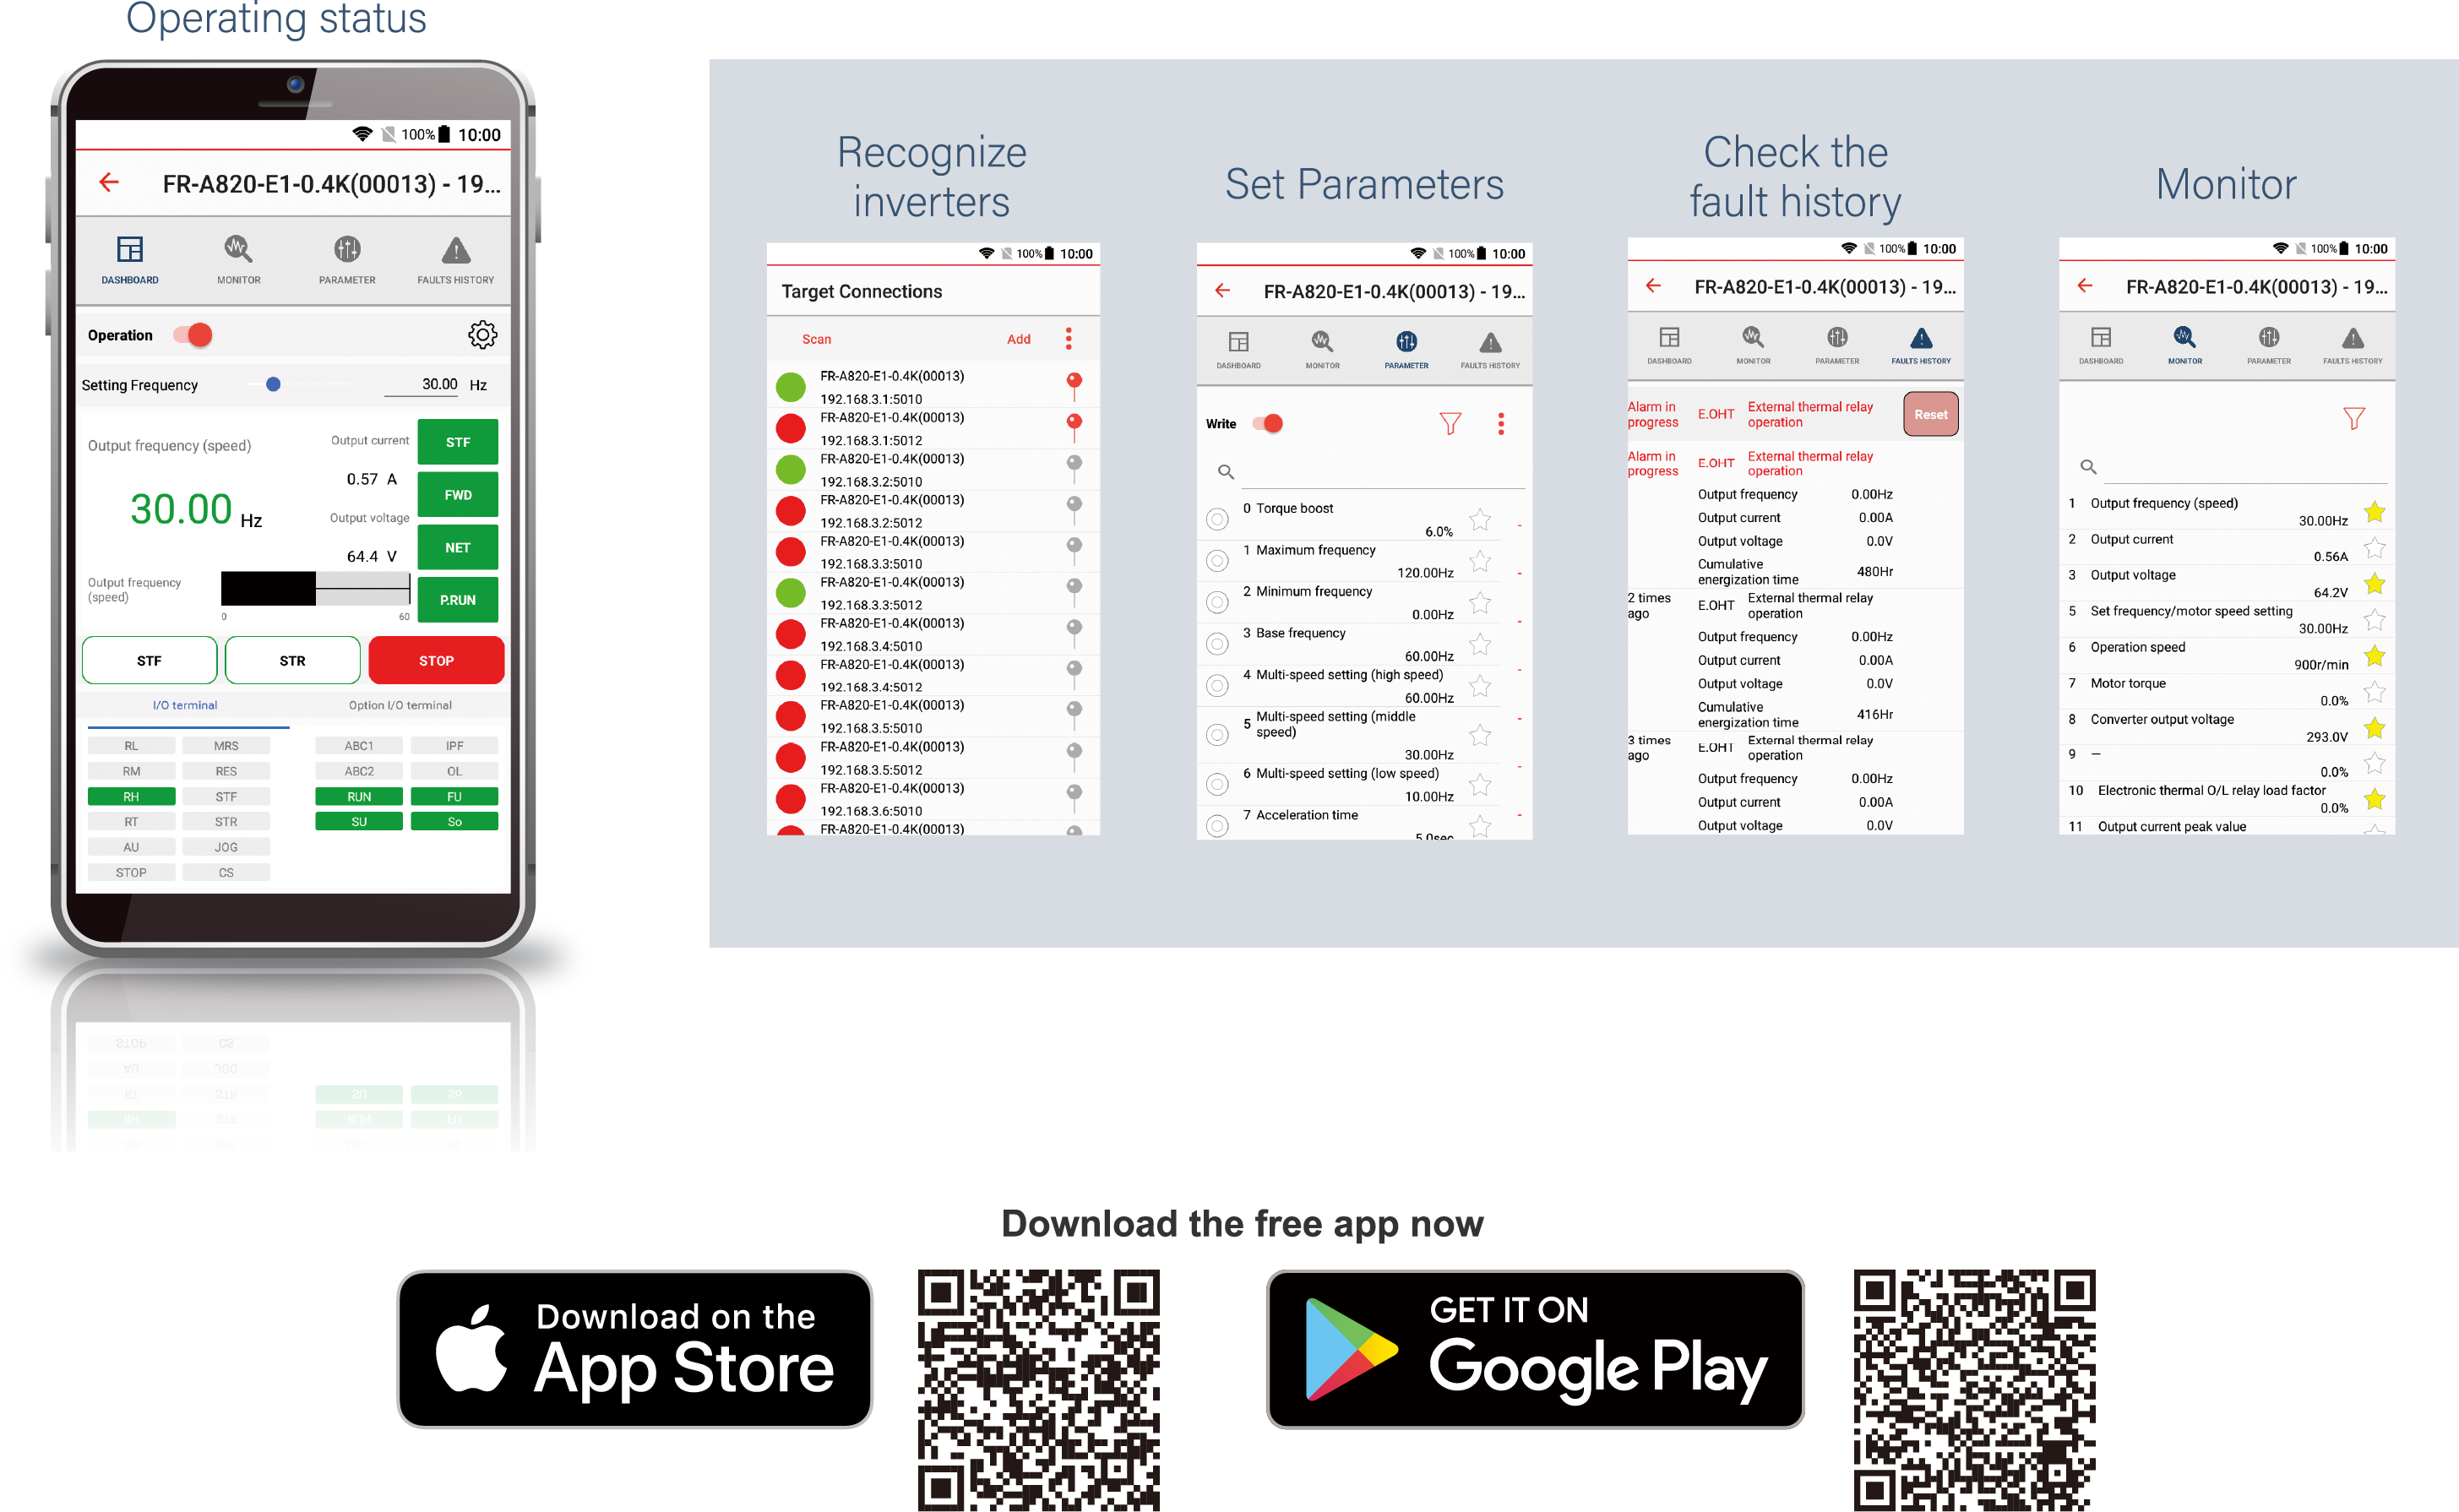 Operating status
100% 10:00
FR-A820-E1-0.4K(00013) - 19...
DASHBOARD MONITOR PARAMETER FAULTS HISTORY
Operation
Setting Frequency 30.00 Hz
Output frequency (speed)
30.00 Hz
Output current
0.57 A
Output voltage
64.4 V
STF
FWD
NET
P.RUN
Output frequency
(speed)
0 60
STF STR STOP
I/O terminal Option I/O terminal
RL MRS ABC1 IPF
RM RES ABC2 OL
RH STF RUN FU
RT STR SU So
AU JOG
STOP CS
Recognize
inverters
100% 10:00
Target Connections
Scan Add
FR-A820-E1-0.4K(00013)
192.168.3.1:5010
FR-A820-E1-0.4K(00013)
192.168.3.1:5012
FR-A820-E1-0.4K(00013)
192.168.3.2:5010
FR-A820-E1-0.4K(00013)
192.168.3.2:5012
FR-A820-E1-0.4K(00013)
192.168.3.3:5010
FR-A820-E1-0.4K(00013)
192.168.3.3:5012
FR-A820-E1-0.4K(00013)
192.168.3.4:5010
FR-A820-E1-0.4K(00013)
192.168.3.4:5012
FR-A820-E1-0.4K(00013)
192.168.3.5:5010
FR-A820-E1-0.4K(00013)
192.168.3.5:5012
FR-A820-E1-0.4K(00013)
192.168.3.6:5010
FR-A820-E1-0.4K(00013)
Set Parameters
100% 10:00
FR-A820-E1-0.4K(00013) - 19...
DASHBOARD MONITOR PARAMETER FAULTS HISTORY
Write
0 Torque boost
6.0% -
1 Maximum frequency
120.00Hz -
2 Minimum frequency
0.00Hz -
3 Base frequency
60.00Hz -
4 Multi-speed setting (high speed)
60.00Hz -
5 Multi-speed setting (middle
speed)
30.00Hz -
6 Multi-speed setting (low speed)
10.00Hz -
7 Acceleration time
5.0sec
Check the
fault history
100% 10:00
FR-A820-E1-0.4K(00013) - 19...
DASHBOARD MONITOR PARAMETER FAULTS HISTORY
Alarm in
progress E.OHT External thermal relay
operation Reset
Alarm in
progress E.OHT External thermal relay
operation
Output frequency 0.00Hz
Output current 0.00A
Output voltage 0.0V
Cumulative
energization time 480Hr
2 times
ago E.OHT External thermal relay
operation
Output frequency 0.00Hz
Output current 0.00A
Output voltage 0.0V
Cumulative
energization time 416Hr
3 times
ago E.OHT External thermal relay
operation
Output frequency 0.00Hz
Output current 0.00A
Output voltage 0.0V
Monitor
100% 10:00
FR-A820-E1-0.4K(00013) - 19...
DASHBOARD MONITOR PARAMETER FAULTS HISTORY
1 Output frequency (speed)
30.00Hz
2 Output current
0.56A
3 Output voltage
64.2V
5 Set frequency/motor speed setting
30.00Hz
6 Operation speed
900r/min
7 Motor torque
0.0%
8 Converter output voltage
293.0V
9 —
0.0%
10 Electronic thermal O/L relay load factor
0.0%
11 Output current peak value
Download the free app now
Download on the
App Store
GET IT ON
Google Play